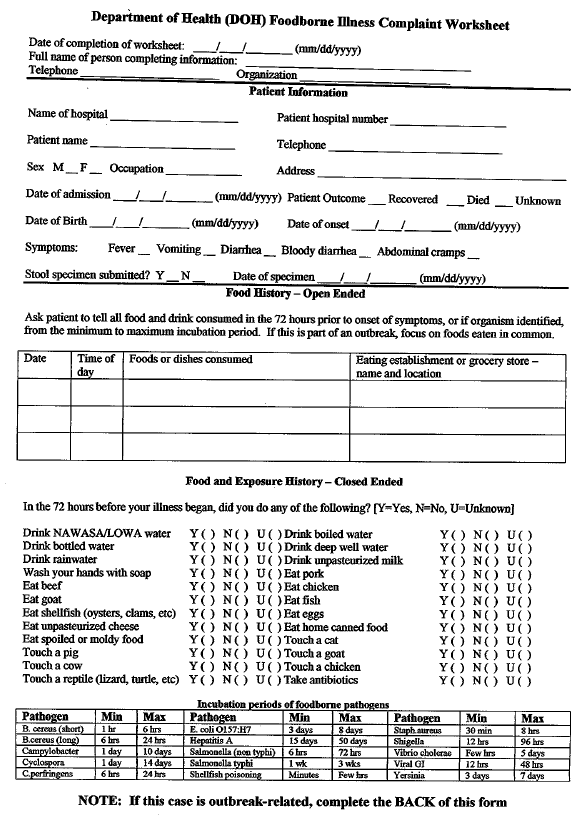 Department of Health (DOH) Foodborne Illness Complaint Worksheet
Date of completion of worksheet: ___/___/______ (mm/dd/yyyy)
Full name of person completing information: ______________________
Telephone ______________ Organization ______________
Patient Information
Name of hospital ______________ Patient hospital number ______________
Patient name ______________ Telephone ______________
Sex M__ F__ Occupation __________ Address ______________
Date of admission ___/___/______ (mm/dd/yyyy) Patient Outcome __ Recovered __ Died __ Unknown
Date of Birth ___/___/______ (mm/dd/yyyy) Date of onset ___/___/______ (mm/dd/yyyy)
Symptoms: Fever __ Vomiting __ Diarrhea __ Bloody diarrhea __ Abdominal cramps __
Stool specimen submitted? Y __ N __ Date of specimen ___/___/______ (mm/dd/yyyy)
Food History – Open Ended
Ask patient to tell all food and drink consumed in the 72 hours prior to onset of symptoms, or if organism identified,
from the minimum to maximum incubation period. If this is part of an outbreak, focus on foods eaten in common.
Date Time of day Foods or dishes consumed Eating establishment or grocery store – name and location
Food and Exposure History – Closed Ended
In the 72 hours before your illness began, did you do any of the following? [Y=Yes, N=No, U=Unknown]
Drink NAWASA/LOWA water Y ( ) N ( ) U ( ) Drink boiled water Y ( ) N ( ) U ( )
Drink bottled water Y ( ) N ( ) U ( ) Drink deep well water Y ( ) N ( ) U ( )
Drink rainwater Y ( ) N ( ) U ( ) Drink unpasteurized milk Y ( ) N ( ) U ( )
Wash your hands with soap Y ( ) N ( ) U ( ) Eat pork Y ( ) N ( ) U ( )
Eat beef Y ( ) N ( ) U ( ) Eat chicken Y ( ) N ( ) U ( )
Eat goat Y ( ) N ( ) U ( ) Eat fish Y ( ) N ( ) U ( )
Eat shellfish (oysters, clams, etc) Y ( ) N ( ) U ( ) Eat eggs Y ( ) N ( ) U ( )
Eat unpasteurized cheese Y ( ) N ( ) U ( ) Eat home canned food Y ( ) N ( ) U ( )
Eat spoiled or moldy food Y ( ) N ( ) U ( ) Touch a cat Y ( ) N ( ) U ( )
Touch a pig Y ( ) N ( ) U ( ) Touch a goat Y ( ) N ( ) U ( )
Touch a cow Y ( ) N ( ) U ( ) Touch a chicken Y ( ) N ( ) U ( )
Touch a reptile (lizard, turtle, etc) Y ( ) N ( ) U ( ) Take antibiotics Y ( ) N ( ) U ( )
Incubation periods of foodborne pathogens
Pathogen Min Max Pathogen Min Max Pathogen Min Max
B. cereus (short) 1 hr 6 hrs E. coli O157:H7 3 days 8 days Staph.aureus 30 min 8 hrs
B.cereus (long) 6 hrs 24 hrs Hepatitis A 15 days 50 days Shigella 12 hrs 96 hrs
Campylobacter 1 day 10 days Salmonella (non typhi) 6 hrs 72 hrs Vibrio cholerae Few hrs 5 days
Cyclospora 1 day 14 days Salmonella typhi 1 wk 3 wks Viral GI 12 hrs 48 hrs
C.perfringens 6 hrs 24 hrs Shellfish poisoning Minutes Few hrs Yersinia 3 days 7 days
NOTE: If this case is outbreak-related, complete the BACK of this form